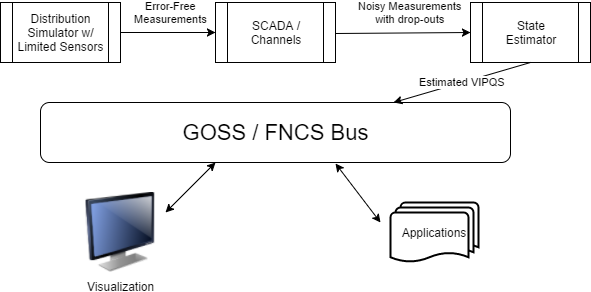 Distribution
Simulator w/
Limited Sensors
Error-Free
Measurements
SCADA /
Channels
Noisy Measurements
with drop-outs
State
Estimator
Estimated VIPQS
GOSS / FNCS Bus
Visualization
Applications